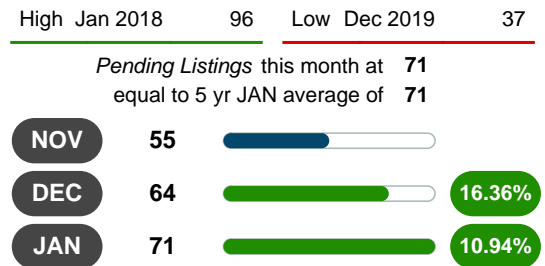 High Jan 2018 96 Low Dec 2019 37
Pending Listings this month at 71
equal to 5 yr JAN average of 71
NOV 55
DEC 64 16.36%
JAN 71 10.94%